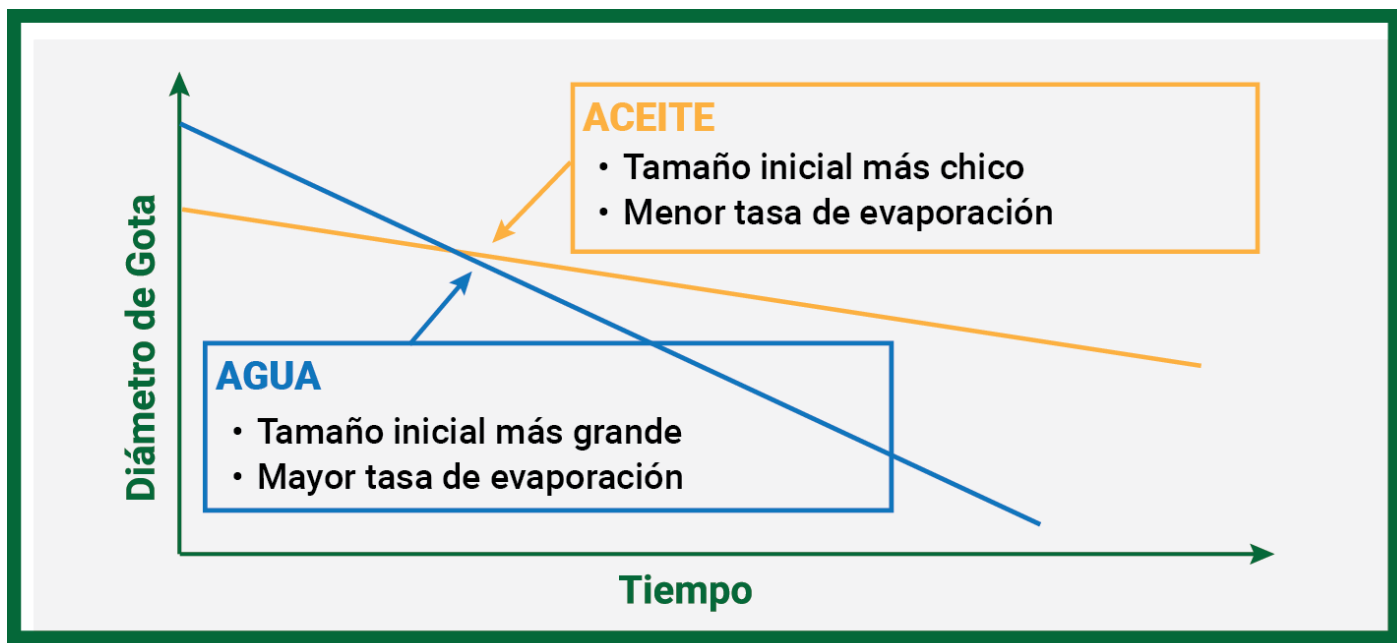 ACEITE
• Tamaño inicial más chico
• Menor tasa de evaporación
Diámetro de Gota
AGUA
• Tamaño inicial más grande
• Mayor tasa de evaporación
Tiempo